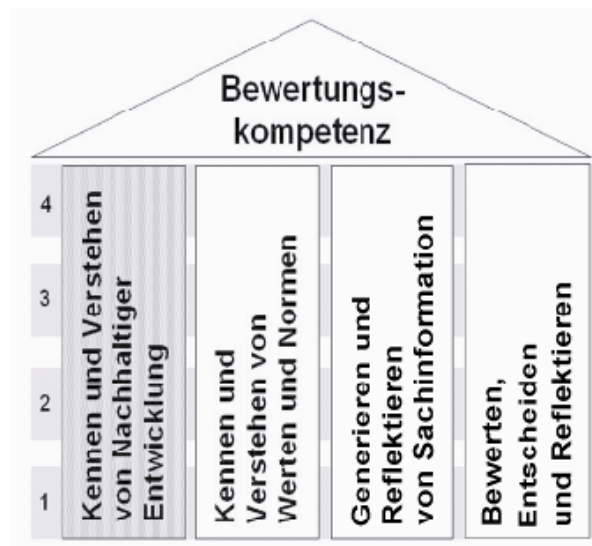 Bewertungs-
kompetenz
4
3
2
1
Kennen und Verstehen
von Nachhaltiger
Entwicklung
Kennen und
Verstehen von
Werten und Normen
Generieren und
Reflektieren
von Sachinformation
Bewerten,
Entscheiden
und Reflektieren